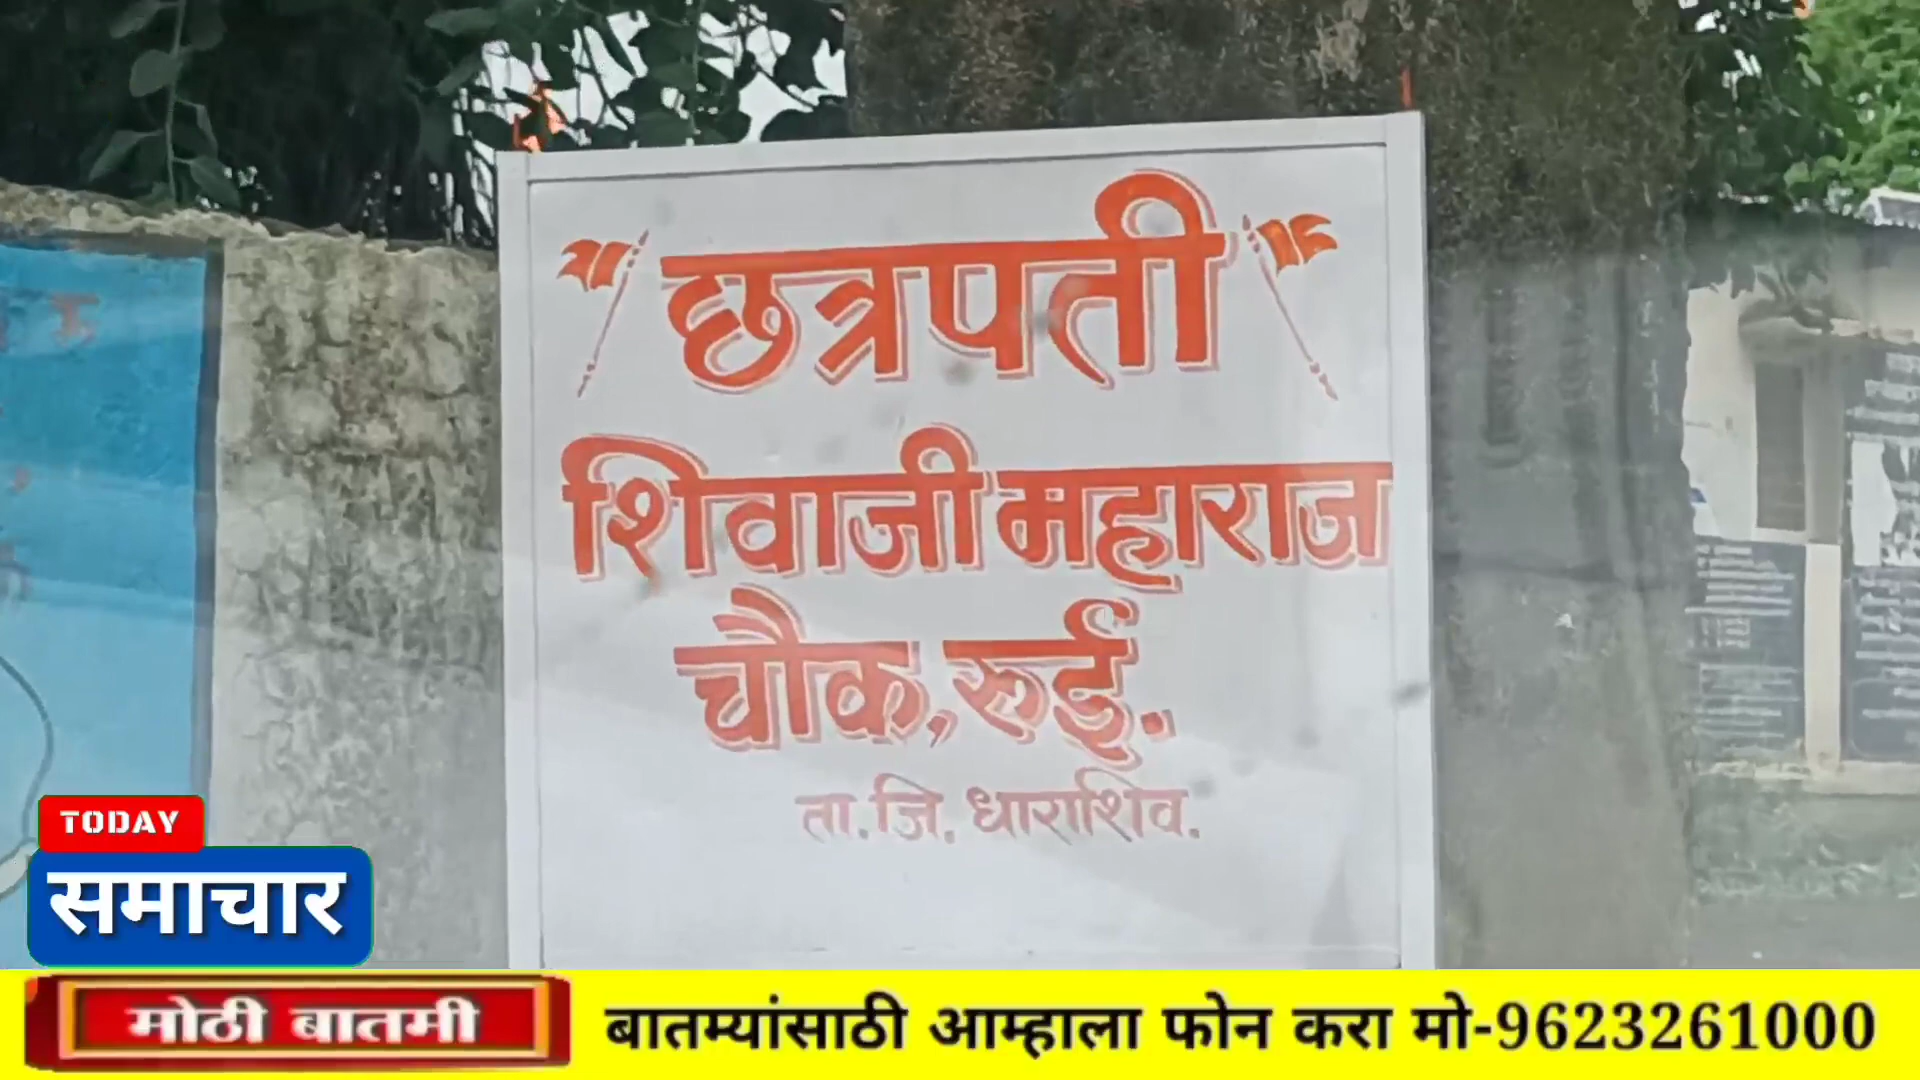 छत्रपती
शिवाजी महाराज
चौक, रुई.
ता. जि. धाराशिव.
TODAY
समाचार
मोठी बातमी
बातम्यांसाठी आम्हाला फोन करा मो-9623261000